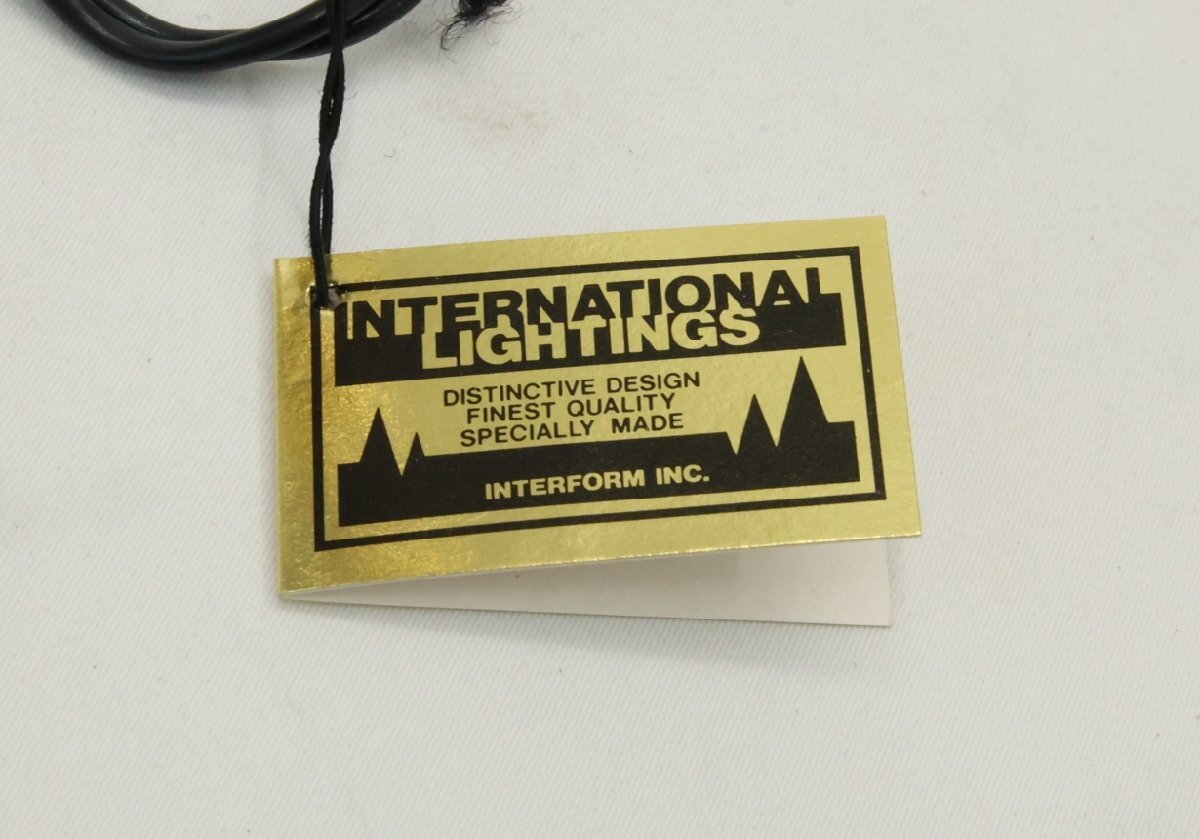 INTERNATIONAL
LIGHTINGS
DISTINCTIVE DESIGN
FINEST QUALITY
SPECIALLY MADE
INTERFORM INC.